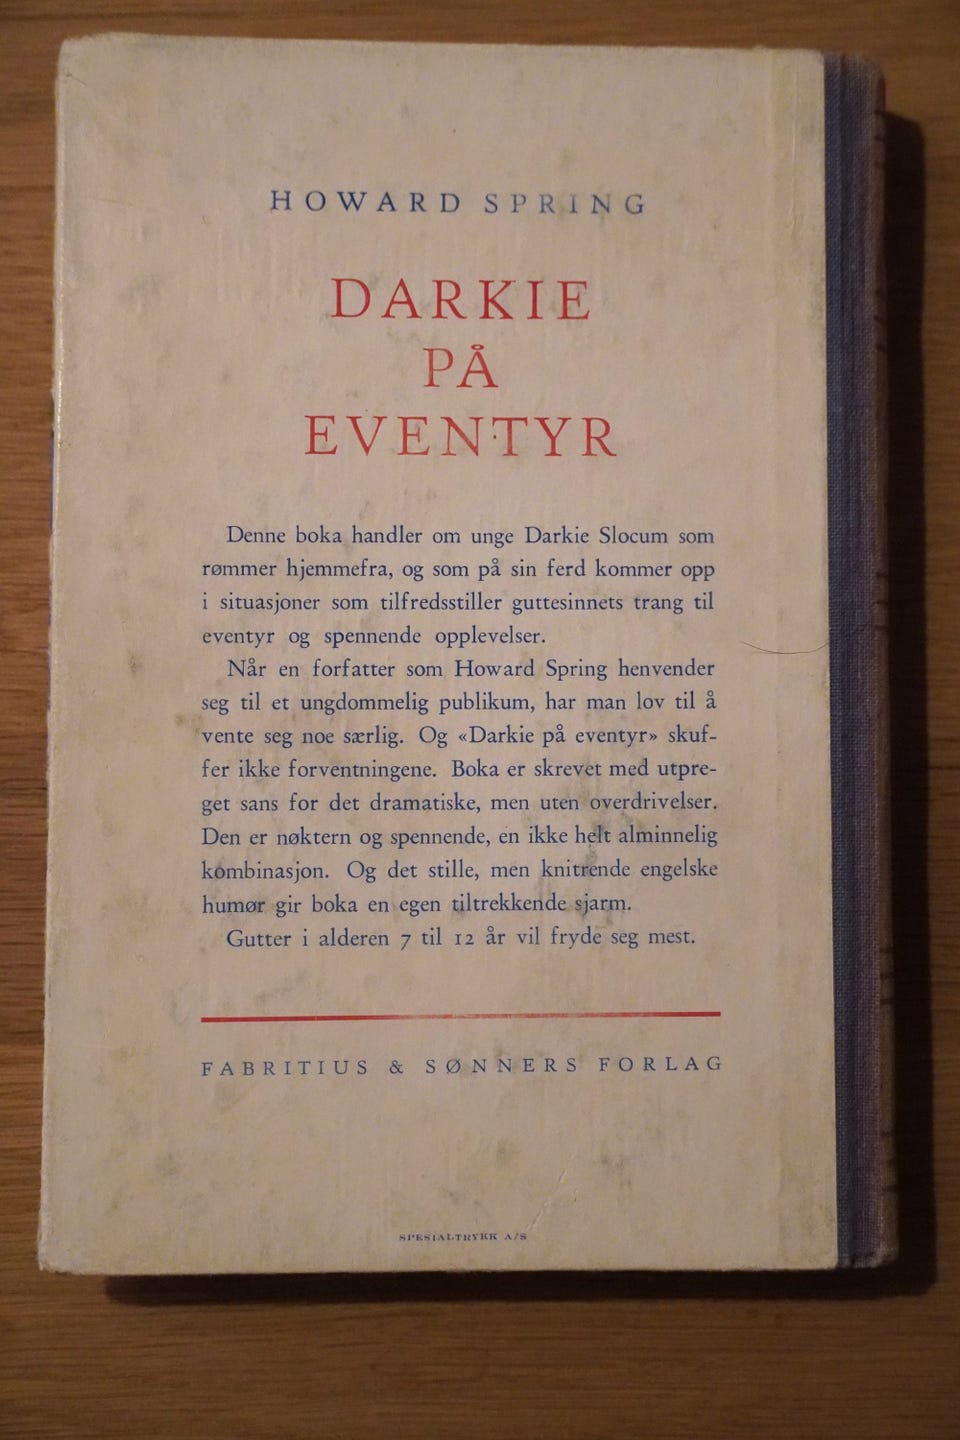 HOWARD SPRING
DARKIE
PÅ
EVENTYR
Denne boka handler om unge Darkie Slocum som
rømmer hjemmefra, og som på sin ferd kommer opp
i situasjoner som tilfredsstiller guttesinnets trang til
eventyr og spennende opplevelser.
Når en forfatter som Howard Spring henvender
seg til et ungdommelig publikum, har man lov til å
vente seg noe særlig. Og «Darkie på eventyr» skuf-
fer ikke forventningene. Boka er skrevet med utpre-
get sans for det dramatiske, men uten overdrivelser.
Den er nøktern og spennende, en ikke helt alminnelig
kombinasjon. Og det stille, men knitrende engelske
humør gir boka en egen tiltrekkende sjarm.
Gutter i alderen 7 til 12 år vil fryde seg mest.
FABRITIUS & SØNNERS FORLAG
SPESIALTRYKK A/S